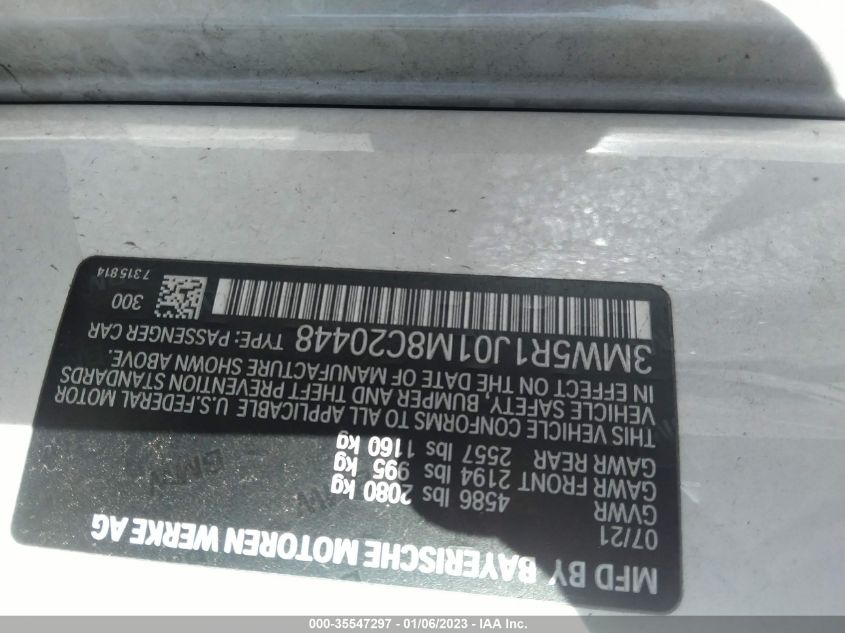 MFD BY BAYERISCHE MOTOREN WERKE AG
07/21
GVWR 4586 lbs 2080 kg
GAWR FRONT 2194 lbs 995 kg
GAWR REAR 2557 lbs 1160 kg
THIS VEHICLE CONFORMS TO ALL APPLICABLE U.S.FEDERAL MOTOR
VEHICLE SAFETY, BUMPER AND THEFT PREVENTION STANDARDS
IN EFFECT ON THE DATE OF MANUFACTURE SHOWN ABOVE.
3MW5R1J01M8C20448 TYPE: PASSENGER CAR
300
7315814
000-35547297 - 01/06/2023 - IAA Inc.